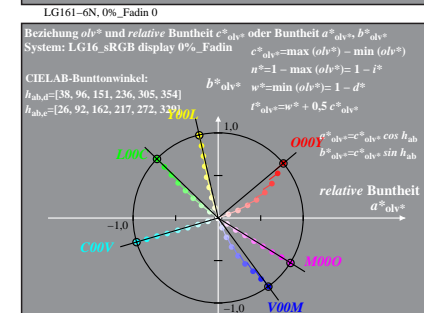 LG161–6N, 0%_Fadin 0
Beziehung olv* und relative Buntheit c*olv* oder Buntheit a*olv*, b*olv*
System: LG16_sRGB display 0%_Fadin
c*olv*=max (olv*) – min (olv*)
n*=1 – max (olv*)= 1 – i*
w*=min (olv*)= 1 – d*
t*olv*=w* + 0,5 c*olv*
CIELAB-Bunttonwinkel:
hab,d=[38, 96, 151, 236, 305, 354]
hab,e=[26, 92, 162, 217, 272, 329]
b*olv*
Y00L
1,0
a*olv*=c*olv* cos hab
b*olv*=c*olv* sin hab
O00Y
L00C
relative Buntheit
a*olv*
–1,0
C00V
M00O
V00M
–1,0